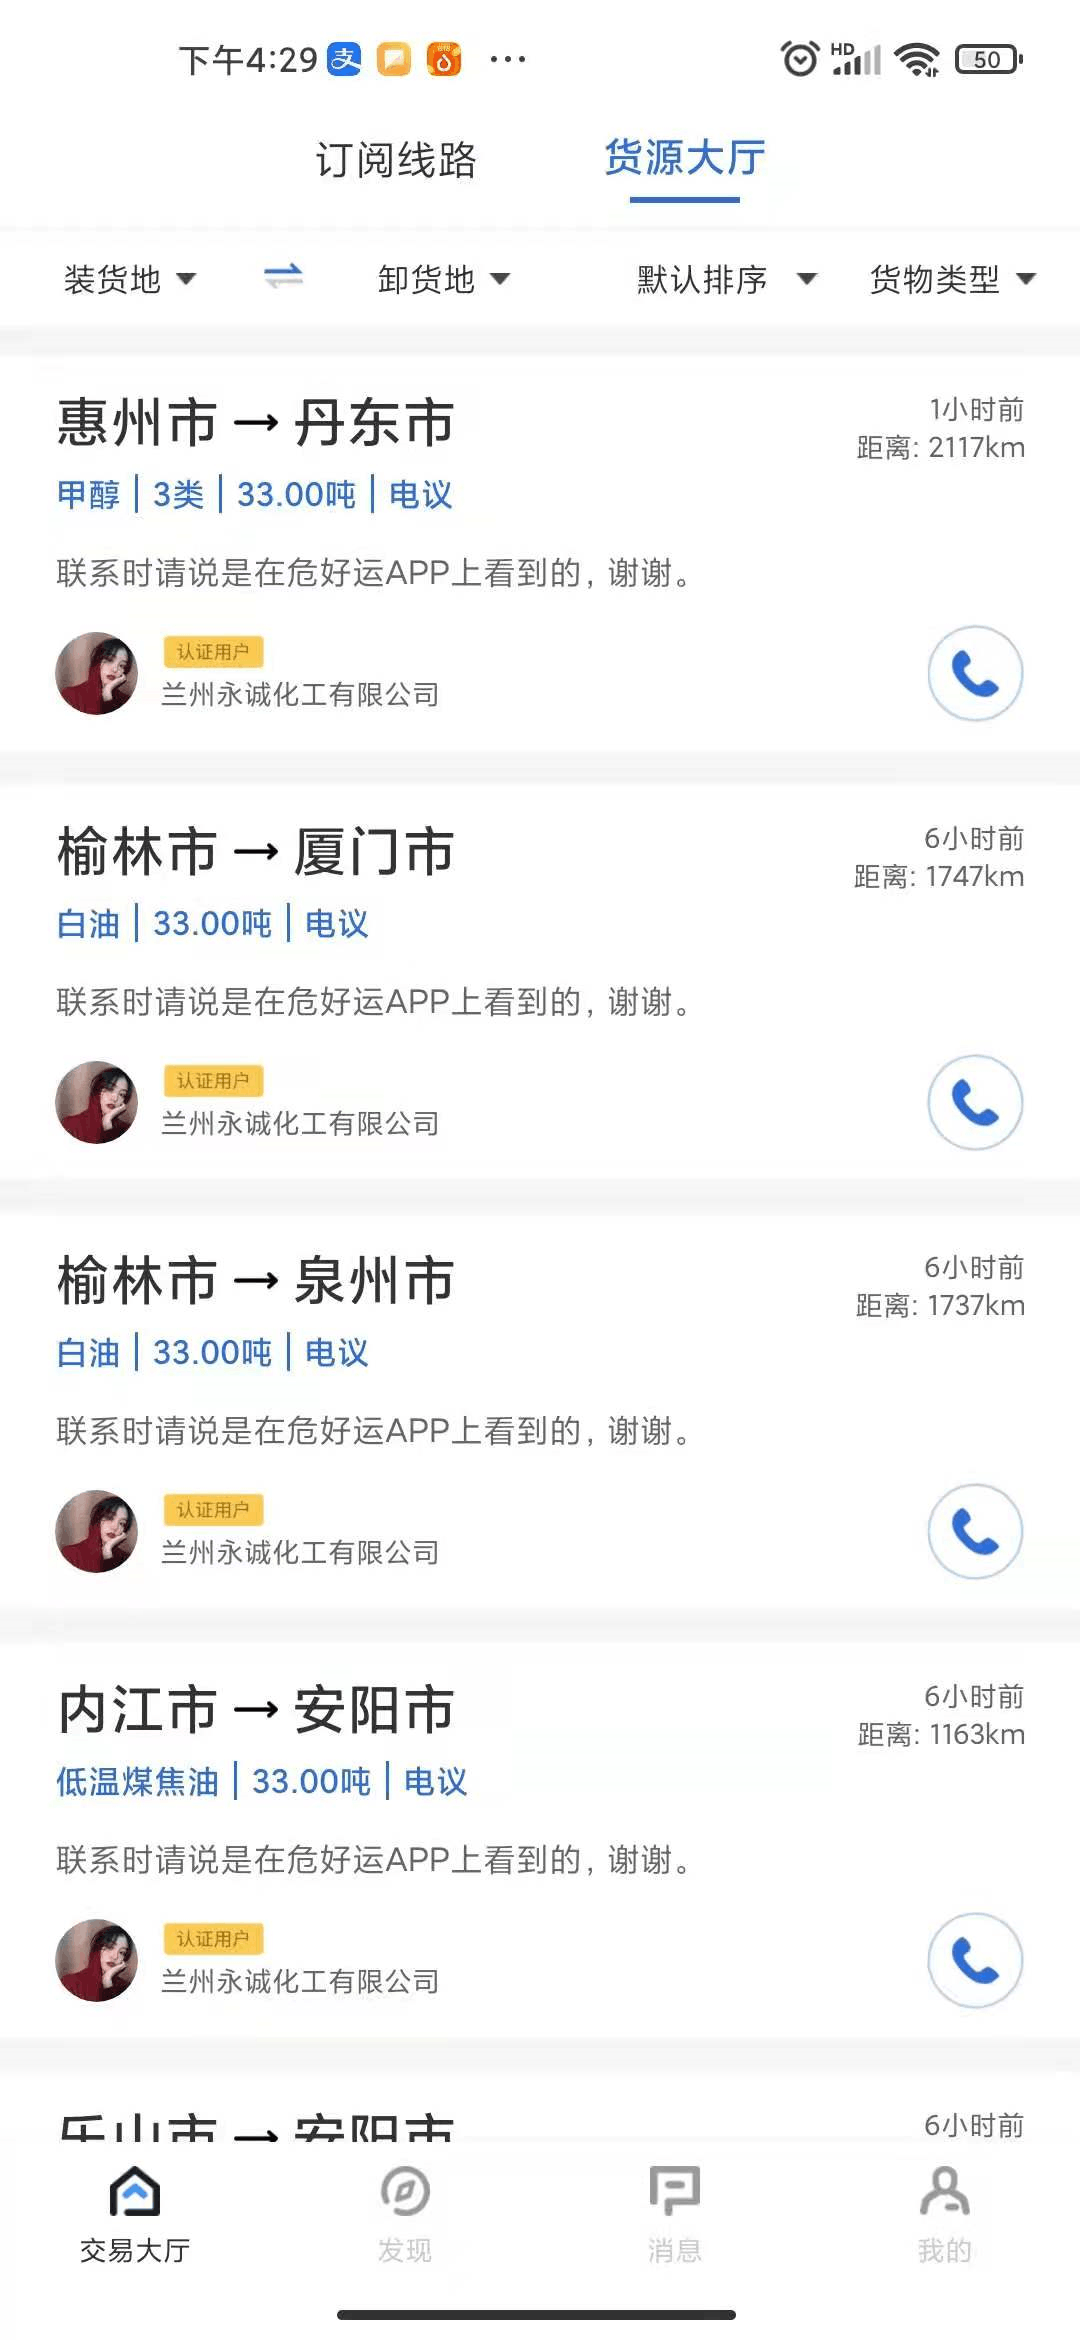 下午4:29 支 ··· HD 50
订阅线路 货源大厅
装货地 卸货地 默认排序 货物类型
惠州市→丹东市 1小时前
距离: 2117km
甲醇|3类|33.00吨|电议
联系时请说是在危好运APP上看到的, 谢谢。
认证用户
兰州永诚化工有限公司
榆林市→厦门市 6小时前
距离: 1747km
白油|33.00吨|电议
联系时请说是在危好运APP上看到的, 谢谢。
认证用户
兰州永诚化工有限公司
榆林市→泉州市 6小时前
距离: 1737km
白油|33.00吨|电议
联系时请说是在危好运APP上看到的, 谢谢。
认证用户
兰州永诚化工有限公司
内江市→安阳市 6小时前
距离: 1163km
低温煤焦油|33.00吨|电议
联系时请说是在危好运APP上看到的, 谢谢。
认证用户
兰州永诚化工有限公司
乐山市→安阳市 6小时前
交易大厅 发现 消息 我的